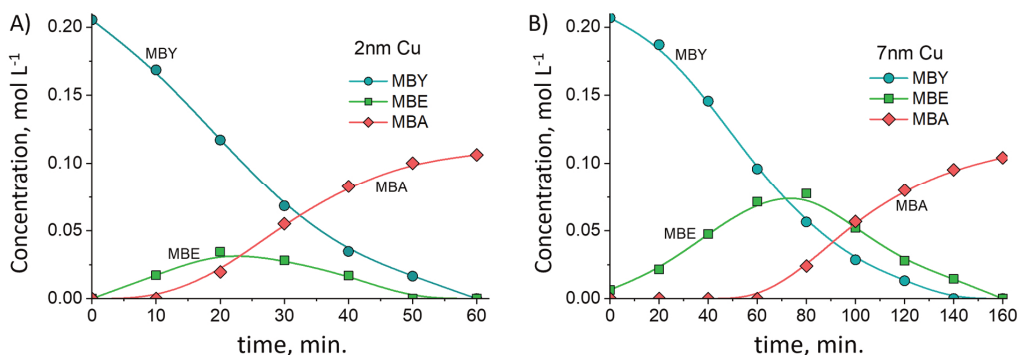 A)
2nm Cu
MBY
MBE
MBA
MBY
MBE
MBA
Concentration, mol L⁻¹
0.20
0.15
0.10
0.05
0.00
0 10 20 30 40 50 60
time, min.
B)
7nm Cu
MBY
MBE
MBA
MBY
MBE
MBA
Concentration, mol L⁻¹
0.20
0.15
0.10
0.05
0.00
0 20 40 60 80 100 120 140 160
time, min.